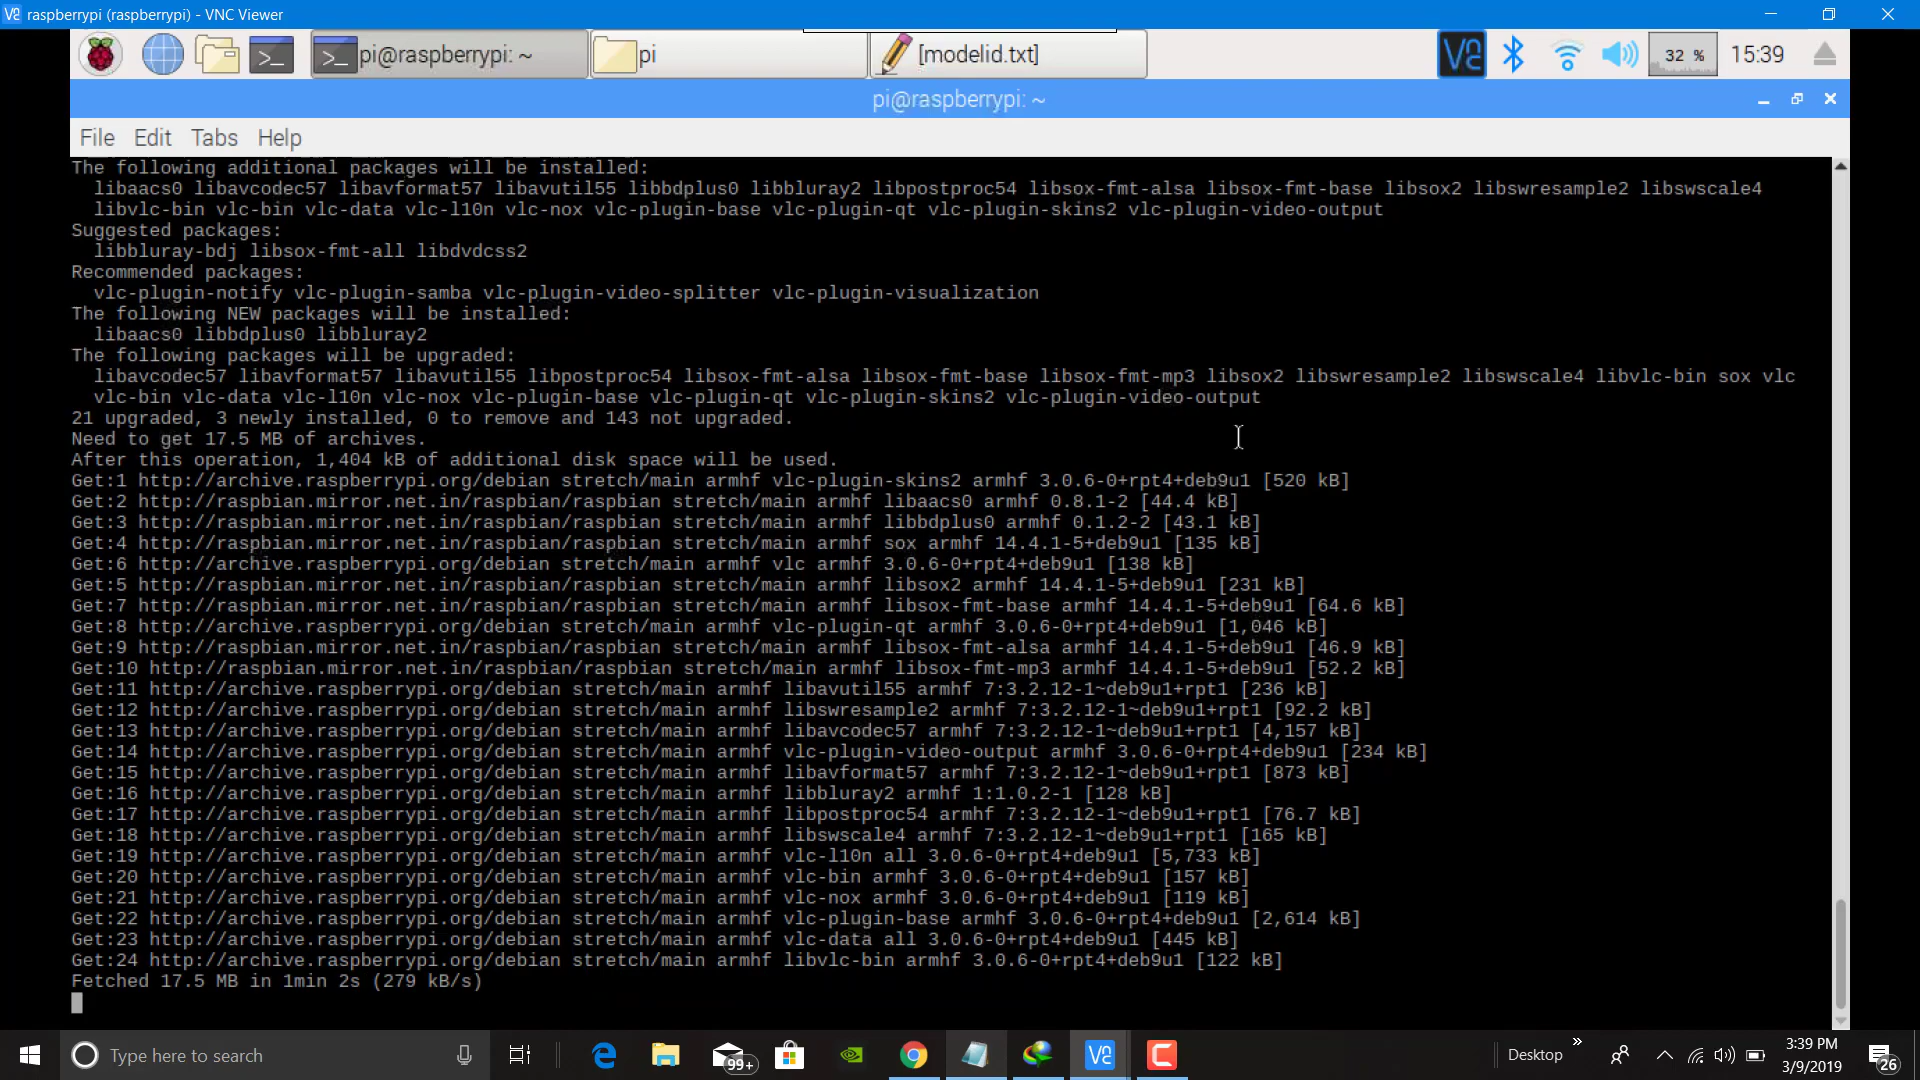 raspberrypi (raspberrypi) - VNC Viewer
pi@raspberrypi: ~
pi
[modelid.txt]
32 %
15:39
pi@raspberrypi: ~
File Edit Tabs Help
The following additional packages will be installed:
libaacs0 libavcodec57 libavformat57 libavutil55 libbdplus0 libbluray2 libpostproc54 libsox-fmt-alsa libsox-fmt-base libsox2 libswresample2 libswscale4
libvlc-bin vlc-bin vlc-data vlc-l10n vlc-nox vlc-plugin-base vlc-plugin-qt vlc-plugin-skins2 vlc-plugin-video-output
Suggested packages:
libbluray-bdj libsox-fmt-all libdvdcss2
Recommended packages:
vlc-plugin-notify vlc-plugin-samba vlc-plugin-video-splitter vlc-plugin-visualization
The following NEW packages will be installed:
libaacs0 libbdplus0 libbluray2
The following packages will be upgraded:
libavcodec57 libavformat57 libavutil55 libpostproc54 libsox-fmt-alsa libsox-fmt-base libsox-fmt-mp3 libsox2 libswresample2 libswscale4 libvlc-bin sox vlc
vlc-bin vlc-data vlc-l10n vlc-nox vlc-plugin-base vlc-plugin-qt vlc-plugin-skins2 vlc-plugin-video-output
21 upgraded, 3 newly installed, 0 to remove and 143 not upgraded.
Need to get 17.5 MB of archives.
After this operation, 1,404 kB of additional disk space will be used.
Get:1 http://archive.raspberrypi.org/debian stretch/main armhf vlc-plugin-skins2 armhf 3.0.6-0+rpt4+deb9u1 [520 kB]
Get:2 http://raspbian.mirror.net.in/raspbian/raspbian stretch/main armhf libaacs0 armhf 0.8.1-2 [44.4 kB]
Get:3 http://raspbian.mirror.net.in/raspbian/raspbian stretch/main armhf libbdplus0 armhf 0.1.2-2 [43.1 kB]
Get:4 http://raspbian.mirror.net.in/raspbian/raspbian stretch/main armhf sox armhf 14.4.1-5+deb9u1 [135 kB]
Get:6 http://archive.raspberrypi.org/debian stretch/main armhf vlc armhf 3.0.6-0+rpt4+deb9u1 [138 kB]
Get:5 http://raspbian.mirror.net.in/raspbian/raspbian stretch/main armhf libsox2 armhf 14.4.1-5+deb9u1 [231 kB]
Get:7 http://raspbian.mirror.net.in/raspbian/raspbian stretch/main armhf libsox-fmt-base armhf 14.4.1-5+deb9u1 [64.6 kB]
Get:8 http://archive.raspberrypi.org/debian stretch/main armhf vlc-plugin-qt armhf 3.0.6-0+rpt4+deb9u1 [1,046 kB]
Get:9 http://raspbian.mirror.net.in/raspbian/raspbian stretch/main armhf libsox-fmt-alsa armhf 14.4.1-5+deb9u1 [46.9 kB]
Get:10 http://raspbian.mirror.net.in/raspbian/raspbian stretch/main armhf libsox-fmt-mp3 armhf 14.4.1-5+deb9u1 [52.2 kB]
Get:11 http://archive.raspberrypi.org/debian stretch/main armhf libavutil55 armhf 7:3.2.12-1~deb9u1+rpt1 [236 kB]
Get:12 http://archive.raspberrypi.org/debian stretch/main armhf libswresample2 armhf 7:3.2.12-1~deb9u1+rpt1 [92.2 kB]
Get:13 http://archive.raspberrypi.org/debian stretch/main armhf libavcodec57 armhf 7:3.2.12-1~deb9u1+rpt1 [4,157 kB]
Get:14 http://archive.raspberrypi.org/debian stretch/main armhf vlc-plugin-video-output armhf 3.0.6-0+rpt4+deb9u1 [234 kB]
Get:15 http://archive.raspberrypi.org/debian stretch/main armhf libavformat57 armhf 7:3.2.12-1~deb9u1+rpt1 [873 kB]
Get:16 http://archive.raspberrypi.org/debian stretch/main armhf libbluray2 armhf 1:1.0.2-1 [128 kB]
Get:17 http://archive.raspberrypi.org/debian stretch/main armhf libpostproc54 armhf 7:3.2.12-1~deb9u1+rpt1 [76.7 kB]
Get:18 http://archive.raspberrypi.org/debian stretch/main armhf libswscale4 armhf 7:3.2.12-1~deb9u1+rpt1 [165 kB]
Get:19 http://archive.raspberrypi.org/debian stretch/main armhf vlc-l10n all 3.0.6-0+rpt4+deb9u1 [5,733 kB]
Get:20 http://archive.raspberrypi.org/debian stretch/main armhf vlc-bin armhf 3.0.6-0+rpt4+deb9u1 [157 kB]
Get:21 http://archive.raspberrypi.org/debian stretch/main armhf vlc-nox armhf 3.0.6-0+rpt4+deb9u1 [119 kB]
Get:22 http://archive.raspberrypi.org/debian stretch/main armhf vlc-plugin-base armhf 3.0.6-0+rpt4+deb9u1 [2,614 kB]
Get:23 http://archive.raspberrypi.org/debian stretch/main armhf vlc-data all 3.0.6-0+rpt4+deb9u1 [445 kB]
Get:24 http://archive.raspberrypi.org/debian stretch/main armhf libvlc-bin armhf 3.0.6-0+rpt4+deb9u1 [122 kB]
Fetched 17.5 MB in 1min 2s (279 kB/s)
Type here to search
99+
Desktop
3:39 PM
3/9/2019
26